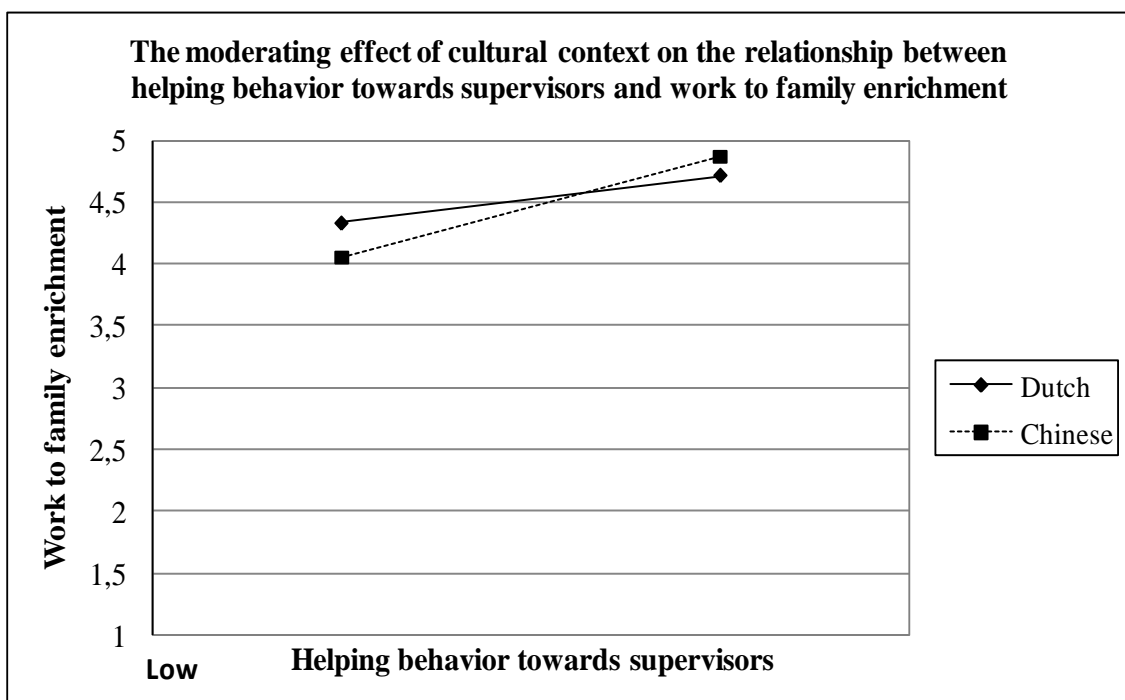 The moderating effect of cultural context on the relationship between
helping behavior towards supervisors and work to family enrichment
Work to family enrichment
5
4,5
4
3,5
3
2,5
2
1,5
1
Low
Helping behavior towards supervisors
Dutch
Chinese